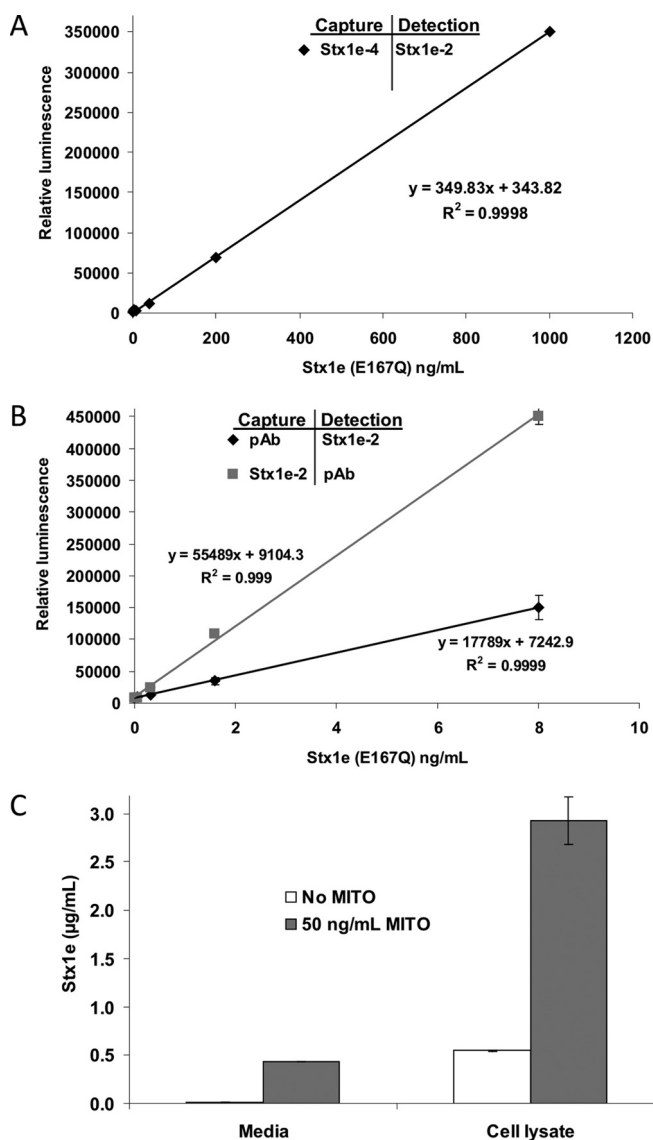 A
Capture Detection
Stx1e-4 Stx1e-2
350000
300000
250000
200000
150000
100000
50000
0
Relative luminescence
y = 349.83x + 343.82
R² = 0.9998
0 200 400 600 800 1000 1200
Stx1e (E167Q) ng/mL
B
Capture Detection
pAb Stx1e-2
Stx1e-2 pAb
450000
400000
350000
300000
250000
200000
150000
100000
50000
0
Relative luminescence
y = 55489x + 9104.3
R² = 0.999
y = 17789x + 7242.9
R² = 0.9999
0 2 4 6 8 10
Stx1e (E167Q) ng/mL
C
3.0
2.5
2.0
1.5
1.0
0.5
0.0
Stx1e (µg/mL)
No MITO
50 ng/mL MITO
Media Cell lysate